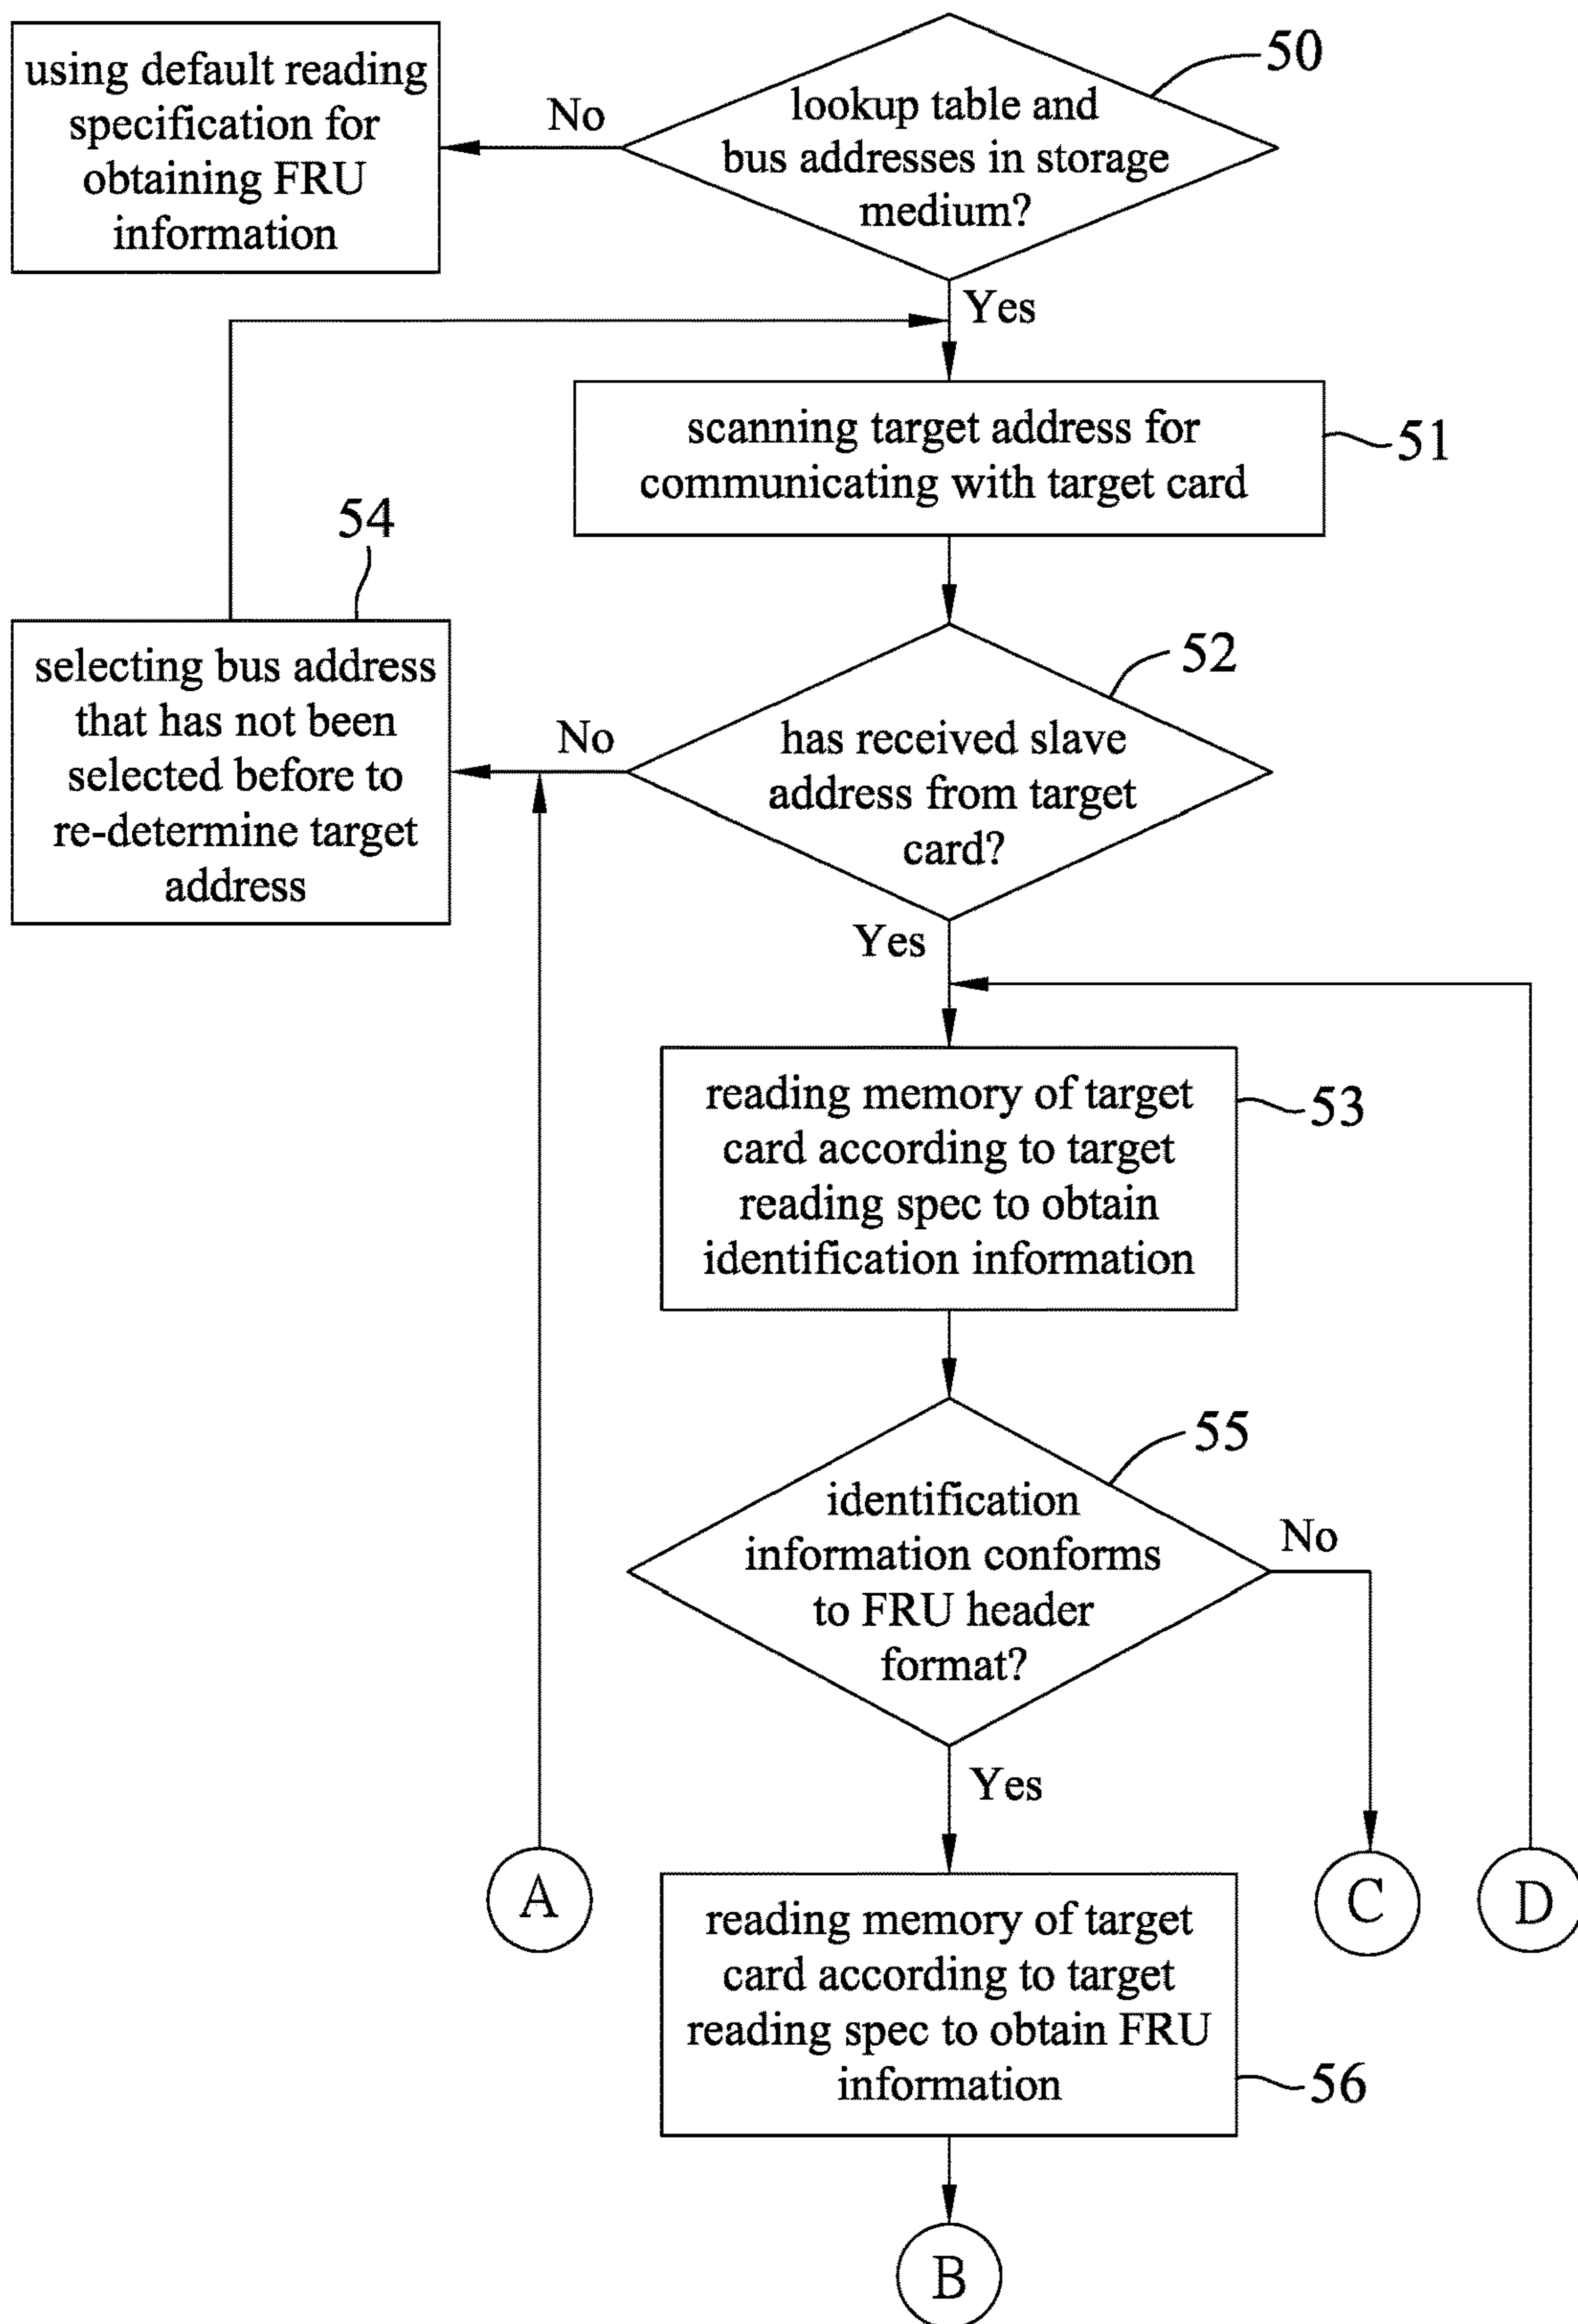 using default reading
specification for
obtaining FRU
information
No
lookup table and
bus addresses in storage
medium?
50
Yes
scanning target address for
communicating with target card
51
54
selecting bus address
that has not been
selected before to
re-determine target
address
No
has received slave
address from target
card?
52
Yes
reading memory of target
card according to target
reading spec to obtain
identification information
53
identification
information conforms
to FRU header
format?
55
No
Yes
A
reading memory of target
card according to target
reading spec to obtain FRU
information
56
C
D
B